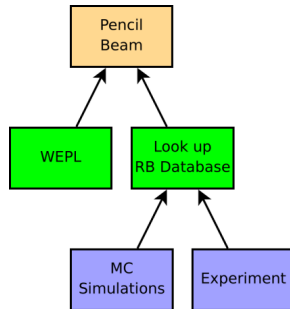 Pencil
Beam
WEPL
Look up
RB Database
MC
Simulations
Experiment